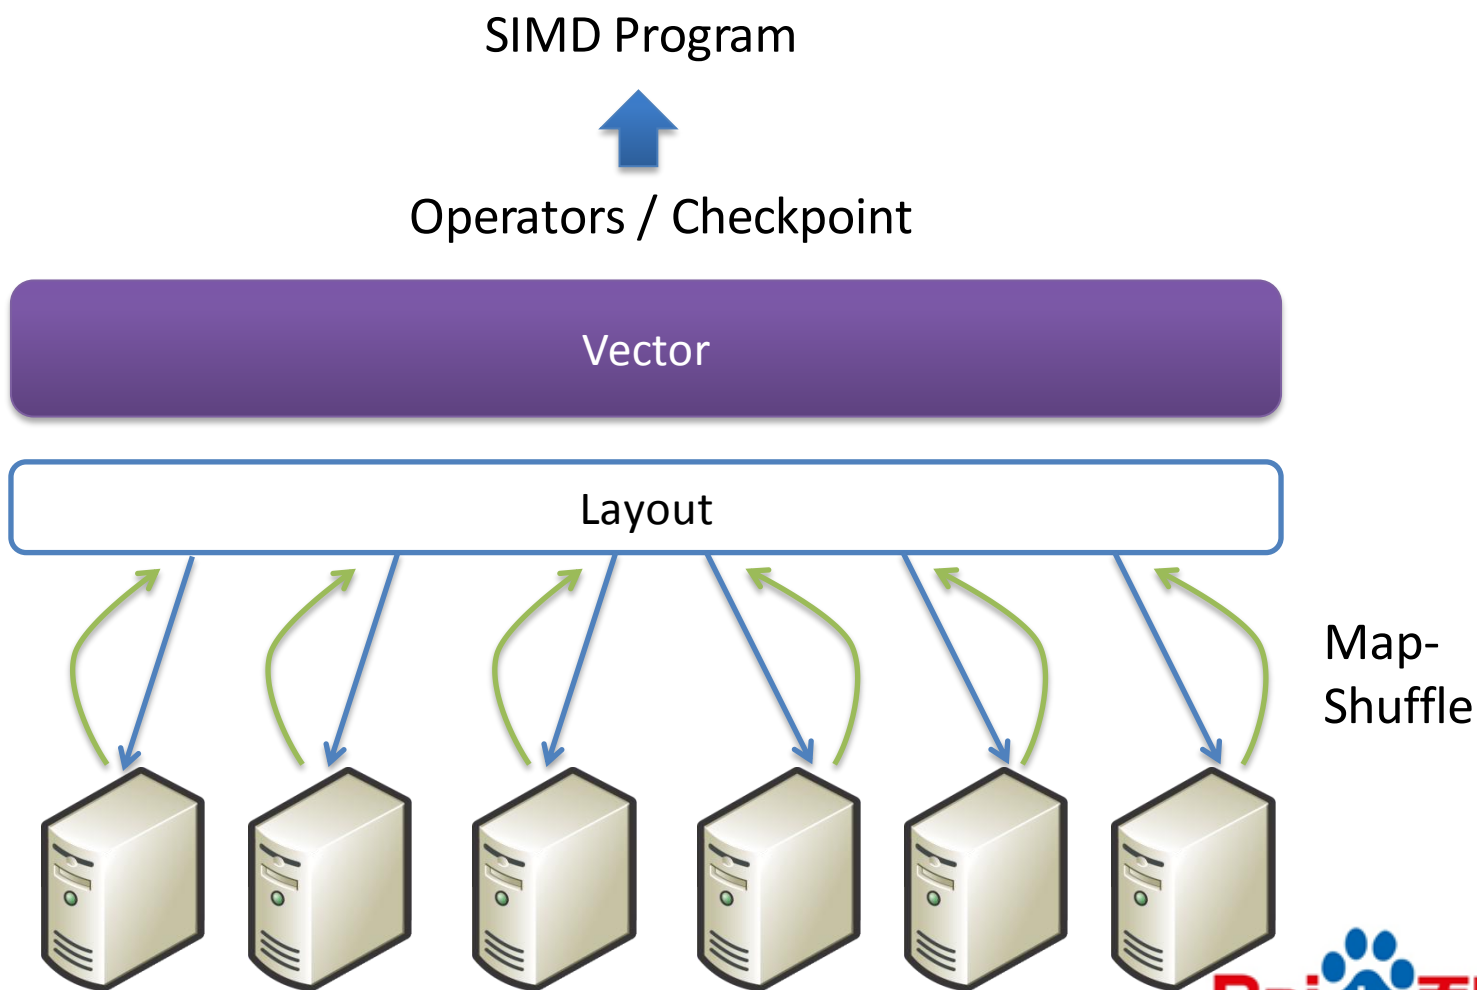 SIMD Program
Operators / Checkpoint
Vector
Layout
Map-
Shuffle